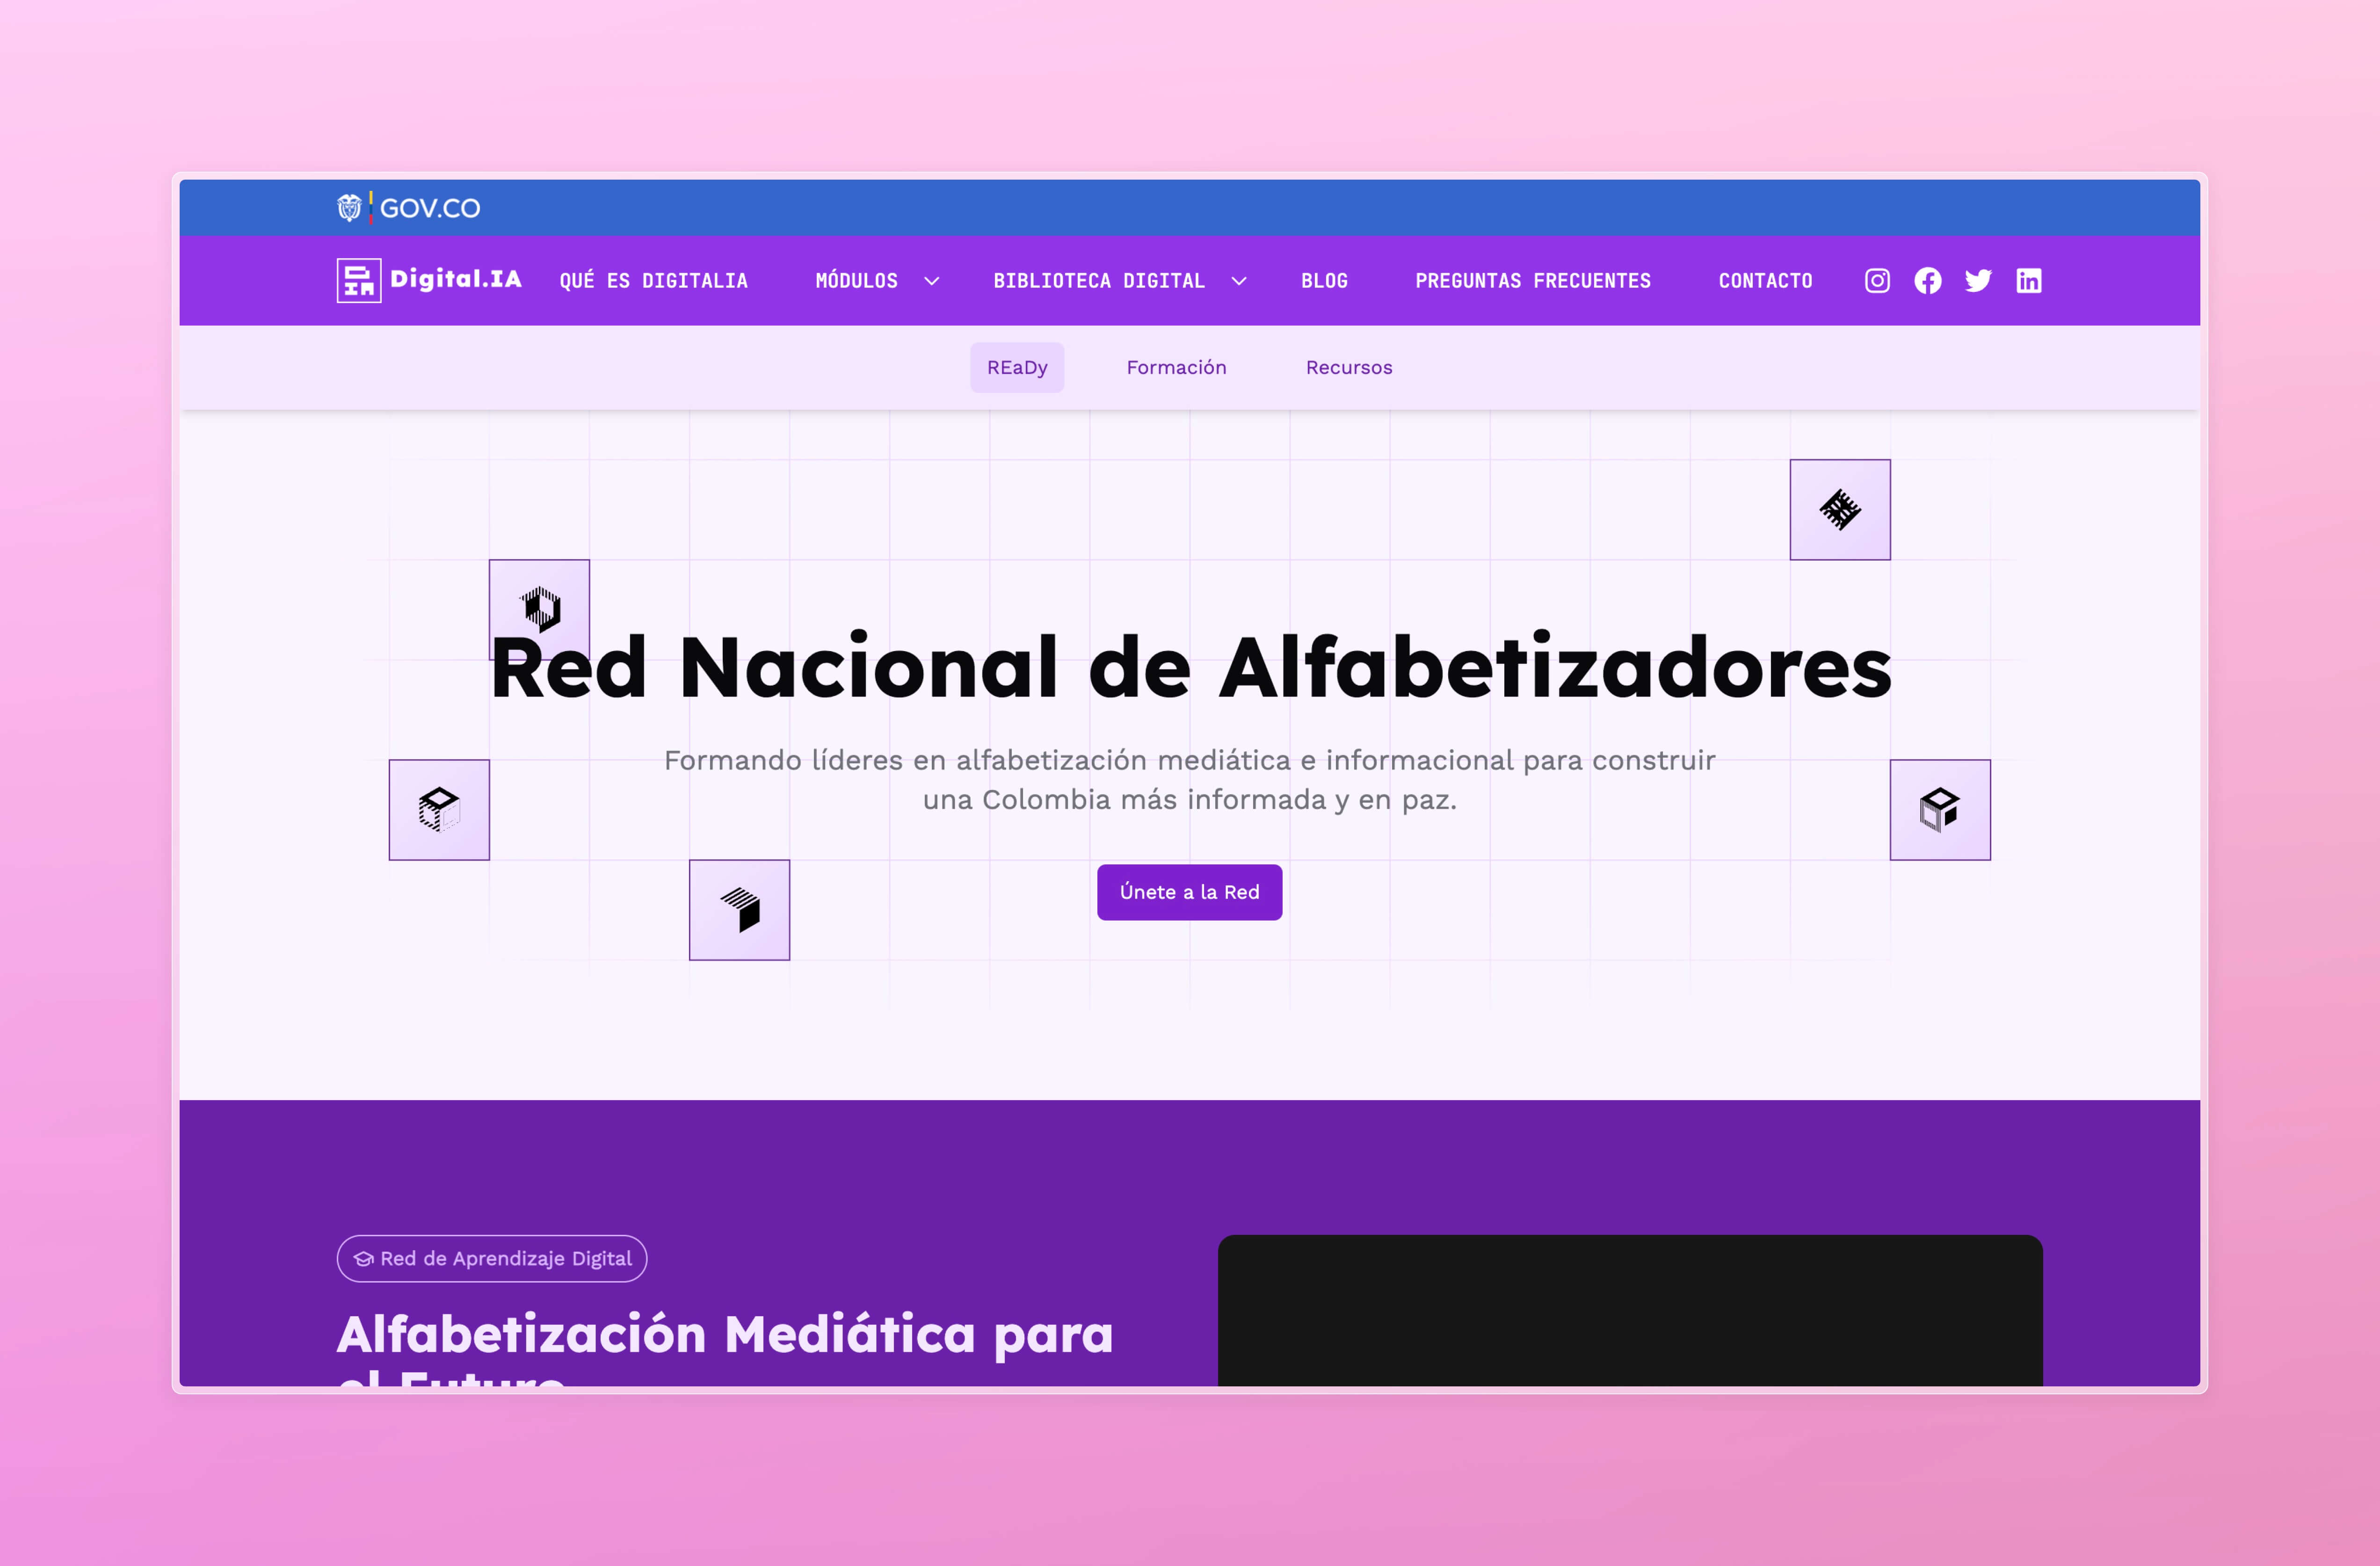 GOV.CO
Digital.IA
QUÉ ES DIGITALIA
MÓDULOS
BIBLIOTECA DIGITAL
BLOG
PREGUNTAS FRECUENTES
CONTACTO
REaDy
Formación
Recursos
Red Nacional de Alfabetizadores
Formando líderes en alfabetización mediática e informacional para construir
una Colombia más informada y en paz.
Únete a la Red
Red de Aprendizaje Digital
Alfabetización Mediática para
el Futuro